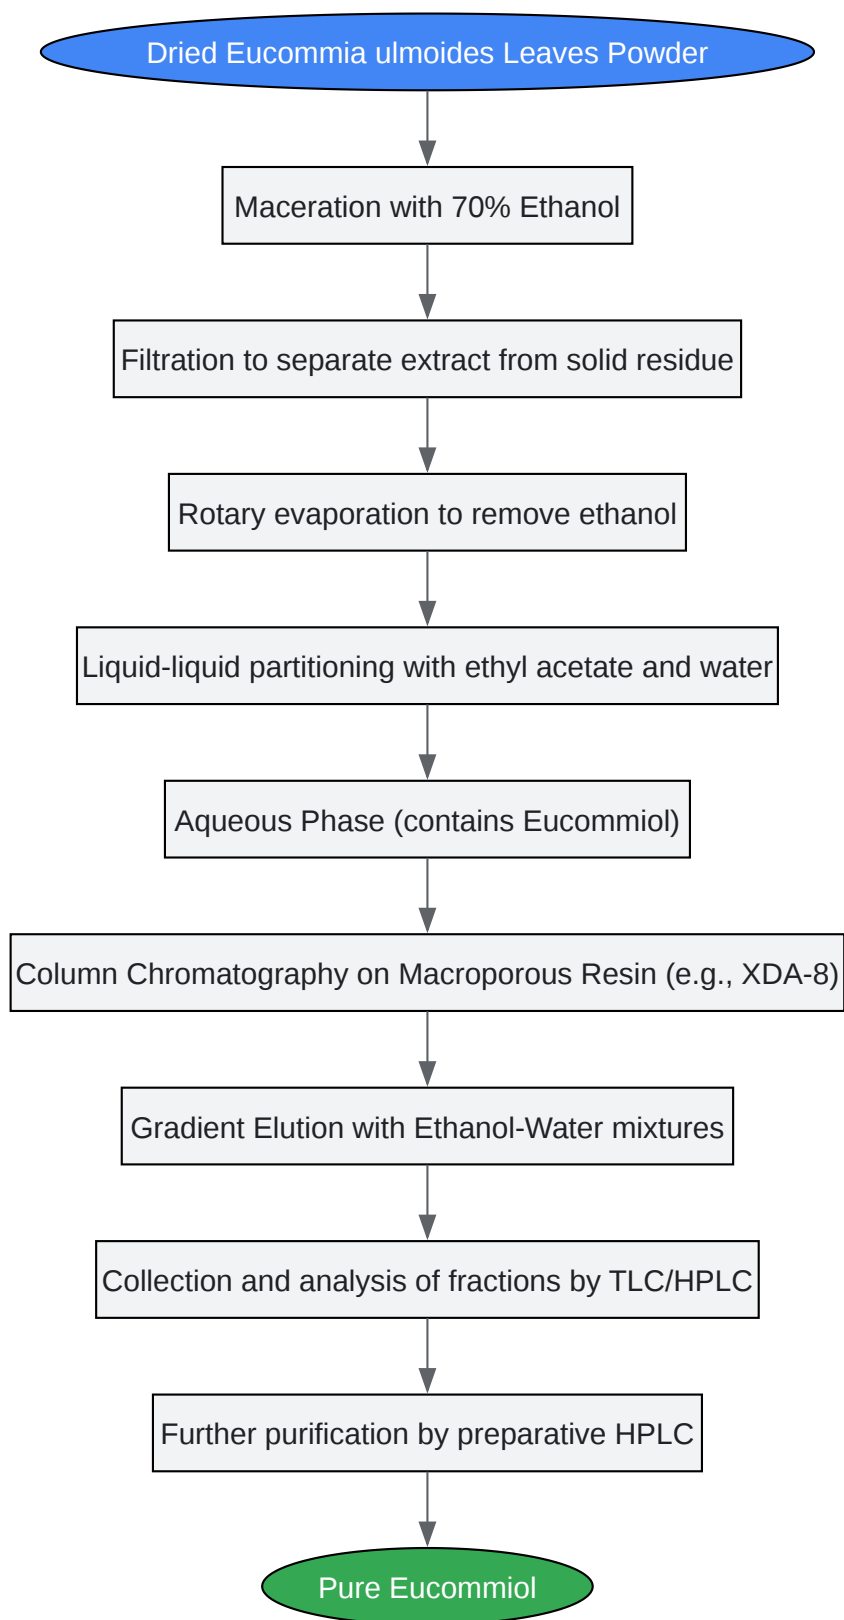 Dried Eucommia ulmoides Leaves Powder
Maceration with 70% Ethanol
Filtration to separate extract from solid residue
Rotary evaporation to remove ethanol
Liquid-liquid partitioning with ethyl acetate and water
Aqueous Phase (contains Eucommiol)
Column Chromatography on Macroporous Resin (e.g., XDA-8)
Gradient Elution with Ethanol-Water mixtures
Collection and analysis of fractions by TLC/HPLC
Further purification by preparative HPLC
Pure Eucommiol